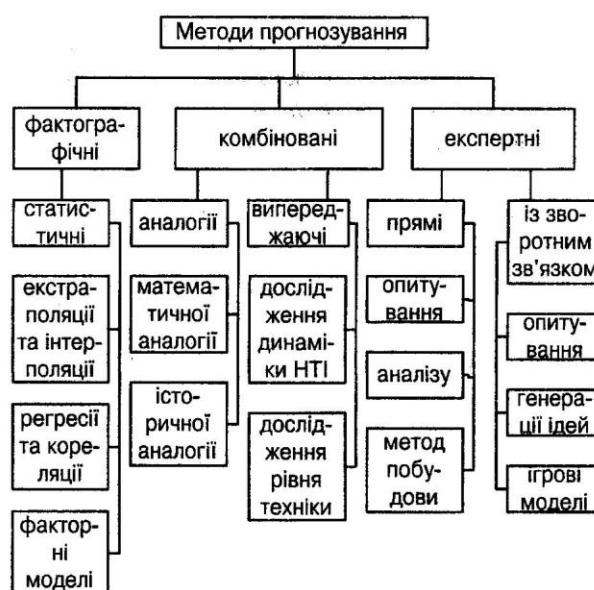 Методи прогнозування
фактогра-
фічні
комбіновані
експертні
статис-
тичні
екстра-
поляції
та інтер-
поляції
регресії
та коре-
ляції
фактор-
ні
моделі
аналогії
матема-
тичної
аналогії
істо-
ричної
аналогії
виперед-
жаючі
дослід-
ження
динамі-
ки НТІ
дослід-
ження
рівня
техніки
прямі
опиту-
вання
аналізу
метод
побу-
дови
із зво-
ротним
зв'язком
опиту-
вання
генера-
ції ідей
ігрові
моделі